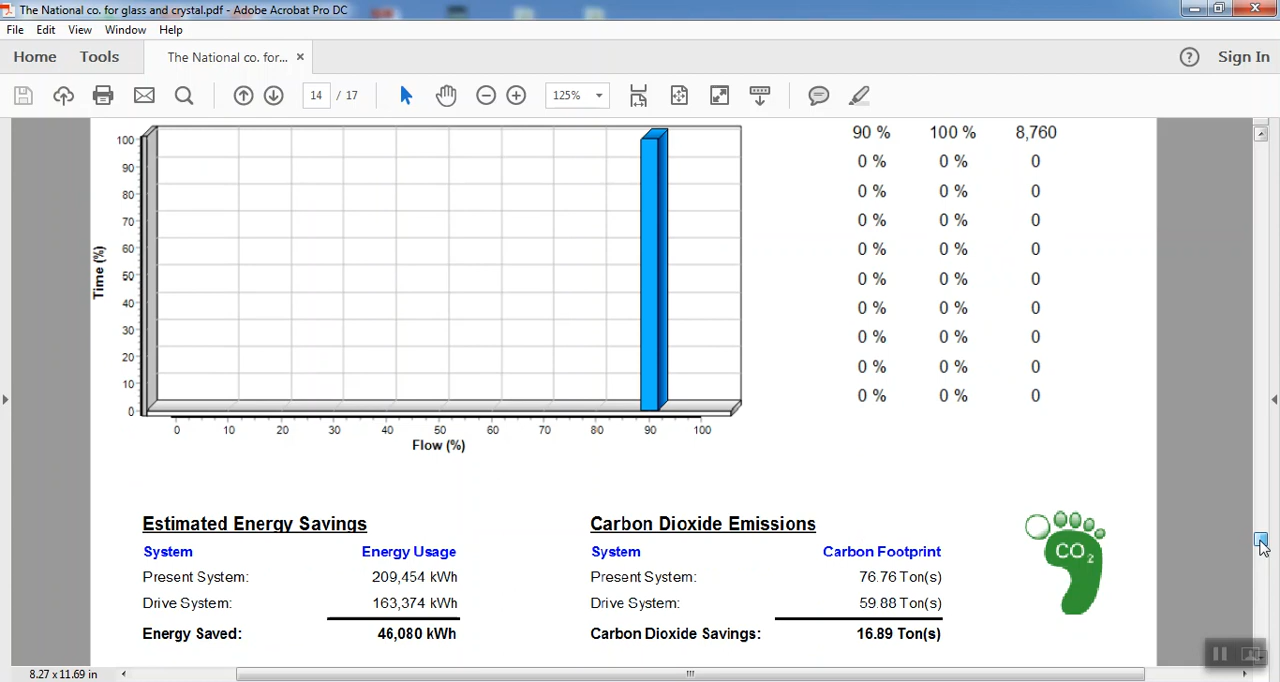 The National co. for glass and crystal.pdf - Adobe Acrobat Pro DC
File Edit View Window Help
Home Tools The National co. for... × Sign In
14 / 17 125%
90 % 100 % 8,760
0 % 0 % 0
0 % 0 % 0
0 % 0 % 0
0 % 0 % 0
0 % 0 % 0
0 % 0 % 0
0 % 0 % 0
0 % 0 % 0
0 % 0 % 0
100
90
80
70
60
50
40
30
20
10
0
Time (%)
0 10 20 30 40 50 60 70 80 90 100
Flow (%)
Estimated Energy Savings
System Energy Usage
Present System: 209,454 kWh
Drive System: 163,374 kWh
Energy Saved: 46,080 kWh
Carbon Dioxide Emissions
System Carbon Footprint
Present System: 76.76 Ton(s)
Drive System: 59.88 Ton(s)
Carbon Dioxide Savings: 16.89 Ton(s)
CO2
8.27 x 11.69 in